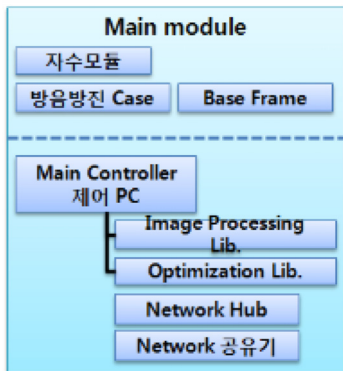 Main module
자수모듈
방음방진 Case
Base Frame
Main Controller
제어 PC
Image Processing
Lib.
Optimization Lib.
Network Hub
Network 공유기